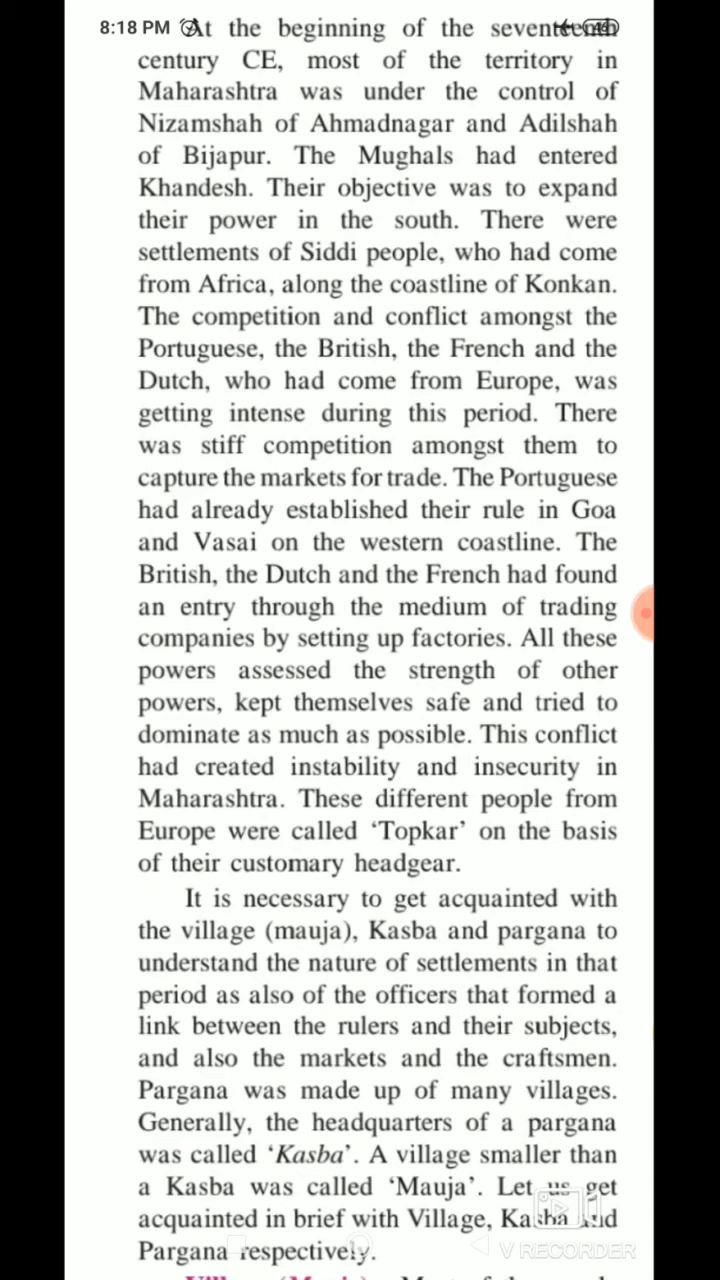 8:18 PM
At the beginning of the seventeenth
century CE, most of the territory in
Maharashtra was under the control of
Nizamshah of Ahmadnagar and Adilshah
of Bijapur. The Mughals had entered
Khandesh. Their objective was to expand
their power in the south. There were
settlements of Siddi people, who had come
from Africa, along the coastline of Konkan.
The competition and conflict amongst the
Portuguese, the British, the French and the
Dutch, who had come from Europe, was
getting intense during this period. There
was stiff competition amongst them to
capture the markets for trade. The Portuguese
had already established their rule in Goa
and Vasai on the western coastline. The
British, the Dutch and the French had found
an entry through the medium of trading
companies by setting up factories. All these
powers assessed the strength of other
powers, kept themselves safe and tried to
dominate as much as possible. This conflict
had created instability and insecurity in
Maharashtra. These different people from
Europe were called ‘Topkar’ on the basis
of their customary headgear.
It is necessary to get acquainted with
the village (mauja), Kasba and pargana to
understand the nature of settlements in that
period as also of the officers that formed a
link between the rulers and their subjects,
and also the markets and the craftsmen.
Pargana was made up of many villages.
Generally, the headquarters of a pargana
was called ‘Kasba’. A village smaller than
a Kasba was called ‘Mauja’. Let us get
acquainted in brief with Village, Kasba and
Pargana respectively.
V RECORDER